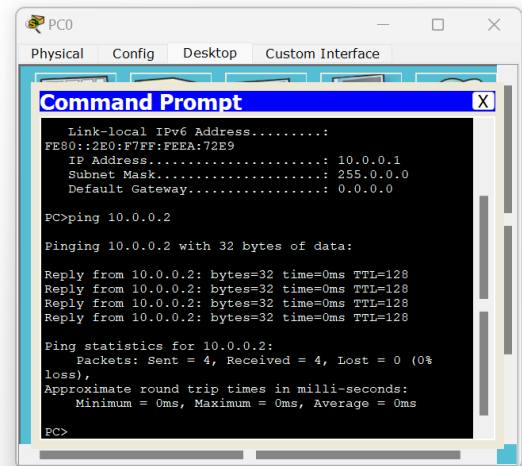 PC0
Physical Config Desktop Custom Interface
Command Prompt X
Link-local IPv6 Address.........:
FE80::2E0:F7FF:FEEA:72E9
IP Address......................: 10.0.0.1
Subnet Mask.....................: 255.0.0.0
Default Gateway.................: 0.0.0.0
PC>ping 10.0.0.2
Pinging 10.0.0.2 with 32 bytes of data:
Reply from 10.0.0.2: bytes=32 time=0ms TTL=128
Reply from 10.0.0.2: bytes=32 time=0ms TTL=128
Reply from 10.0.0.2: bytes=32 time=0ms TTL=128
Reply from 10.0.0.2: bytes=32 time=0ms TTL=128
Ping statistics for 10.0.0.2:
Packets: Sent = 4, Received = 4, Lost = 0 (0%
loss),
Approximate round trip times in milli-seconds:
Minimum = 0ms, Maximum = 0ms, Average = 0ms
PC>